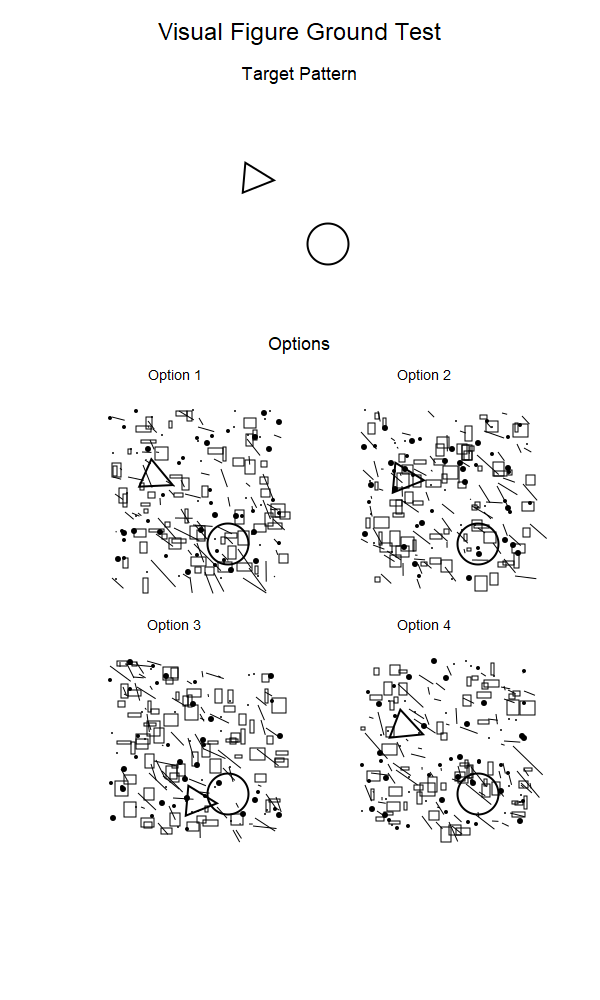 Visual Figure Ground Test
Target Pattern
Options
Option 1
Option 2
Option 3
Option 4